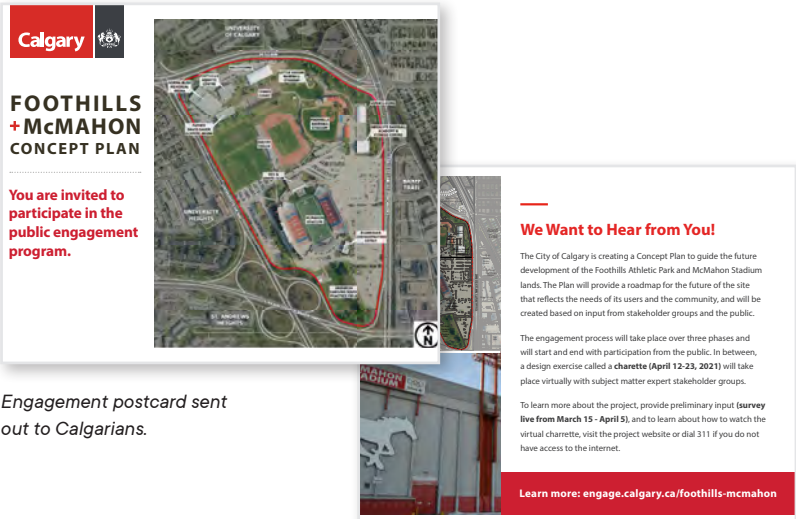 Calgary
FOOTHILLS
+McMAHON
CONCEPT PLAN
You are invited to
participate in the
public engagement
program.
UNIVERSITY
OF CALGARY
BANFF
TRAIL
UNIVERSITY
HEIGHTS
ST. ANDREWS
HEIGHTS
N
Engagement postcard sent
out to Calgarians.
MAHON
ADIUM
We Want to Hear from You!
The City of Calgary is creating a Concept Plan to guide the future
development of the Foothills Athletic Park and McMahon Stadium
lands. The Plan will provide a roadmap for the future of the site
that reflects the needs of its users and the community, and will be
created based on input from stakeholder groups and the public.
The engagement process will take place over three phases and
will start and end with participation from the public. In between,
a design exercise called a charette (April 12-23, 2021) will take
place virtually with subject matter expert stakeholder groups.
To learn more about the project, provide preliminary input (survey
live from March 15 - April 5), and to learn about how to watch the
virtual charrette, visit the project website or dial 311 if you do not
have access to the internet.
Learn more: engage.calgary.ca/foothills-mcmahon